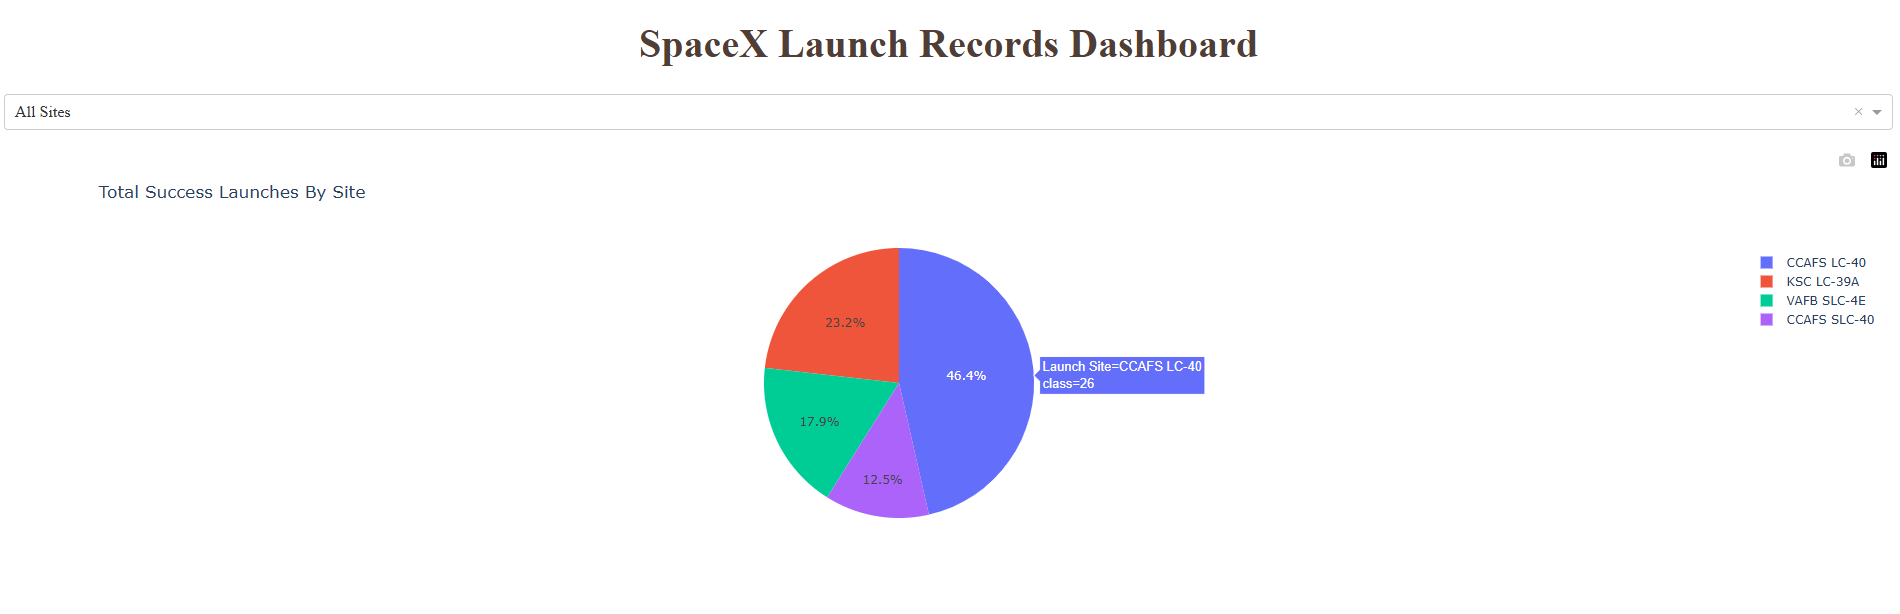 SpaceX Launch Records Dashboard
All Sites
Total Success Launches By Site
CCAFS LC-40
KSC LC-39A
VAFB SLC-4E
CCAFS SLC-40
23.2%
46.4%
Launch Site=CCAFS LC-40
class=26
17.9%
12.5%